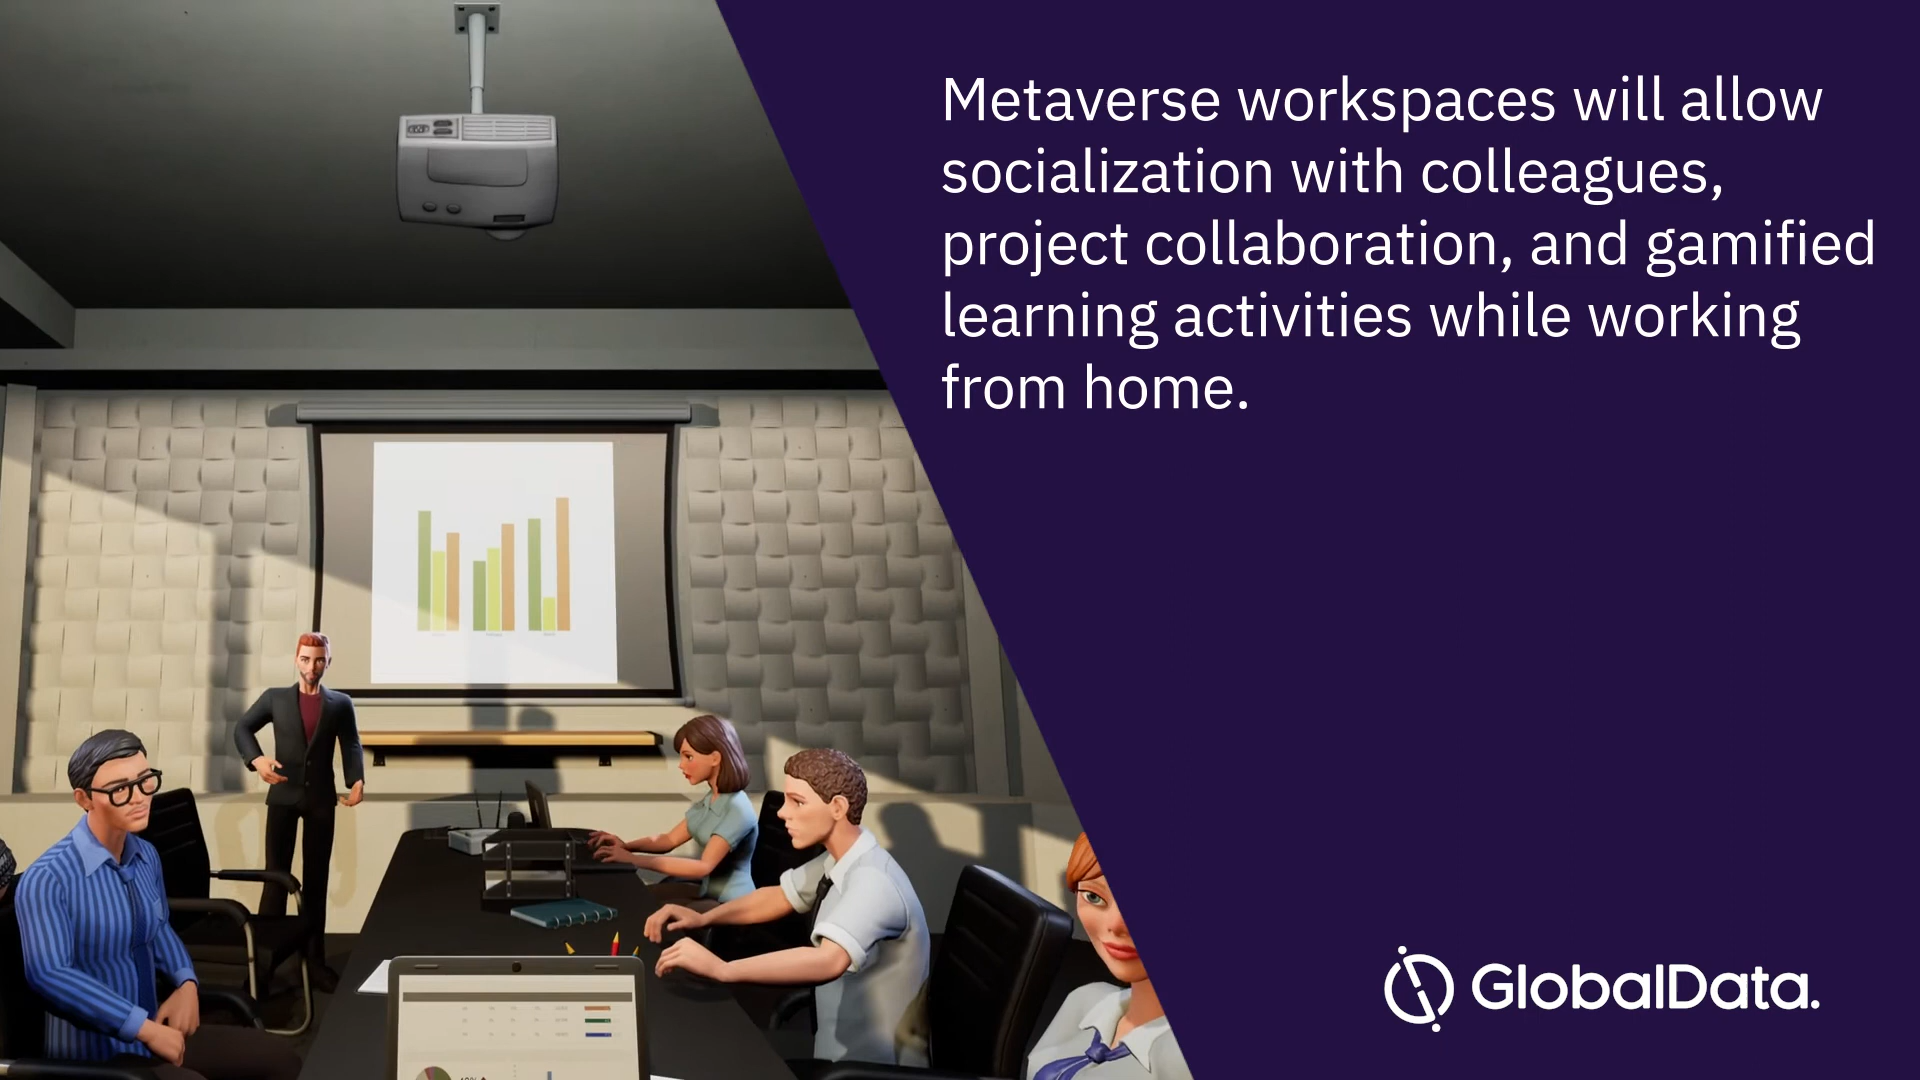 Metaverse workspaces will allow
socialization with colleagues,
project collaboration, and gamified
learning activities while working
from home.
GlobalData.